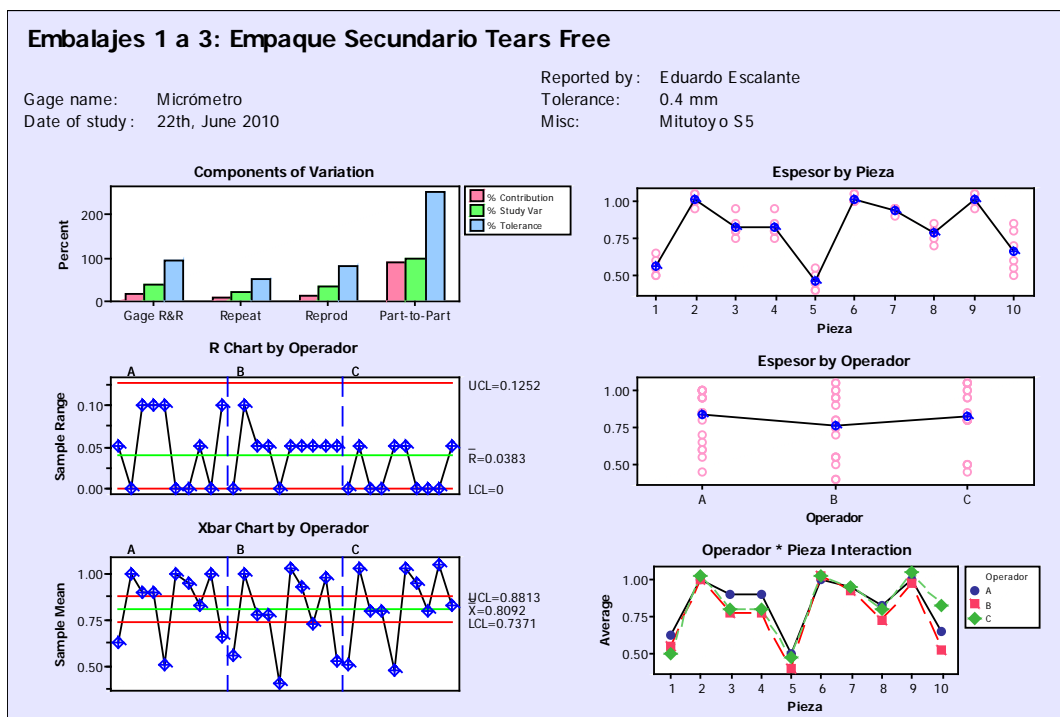 Embalajes 1 a 3: Empaque Secundario Tears Free
Gage name: Micrómetro
Date of study: 22th, June 2010
Reported by: Eduardo Escalante
Tolerance: 0.4 mm
Misc: Mitutoyo S5
Components of Variation
Percent
200
100
0
Gage R&R Repeat Reprod Part-to-Part
% Contribution
% Study Var
% Tolerance
R Chart by Operador
A B C
Sample Range
0.10
0.05
0.00
UCL=0.1252
R=0.0383
LCL=0
Xbar Chart by Operador
A B C
Sample Mean
1.00
0.75
0.50
UCL=0.8813
X=0.8092
LCL=0.7371
Espesor by Pieza
1.00
0.75
0.50
1 2 3 4 5 6 7 8 9 10
Pieza
Espesor by Operador
1.00
0.75
0.50
A B C
Operador
Operador * Pieza Interaction
Average
1.00
0.75
0.50
1 2 3 4 5 6 7 8 9 10
Pieza
Operador
A
B
C